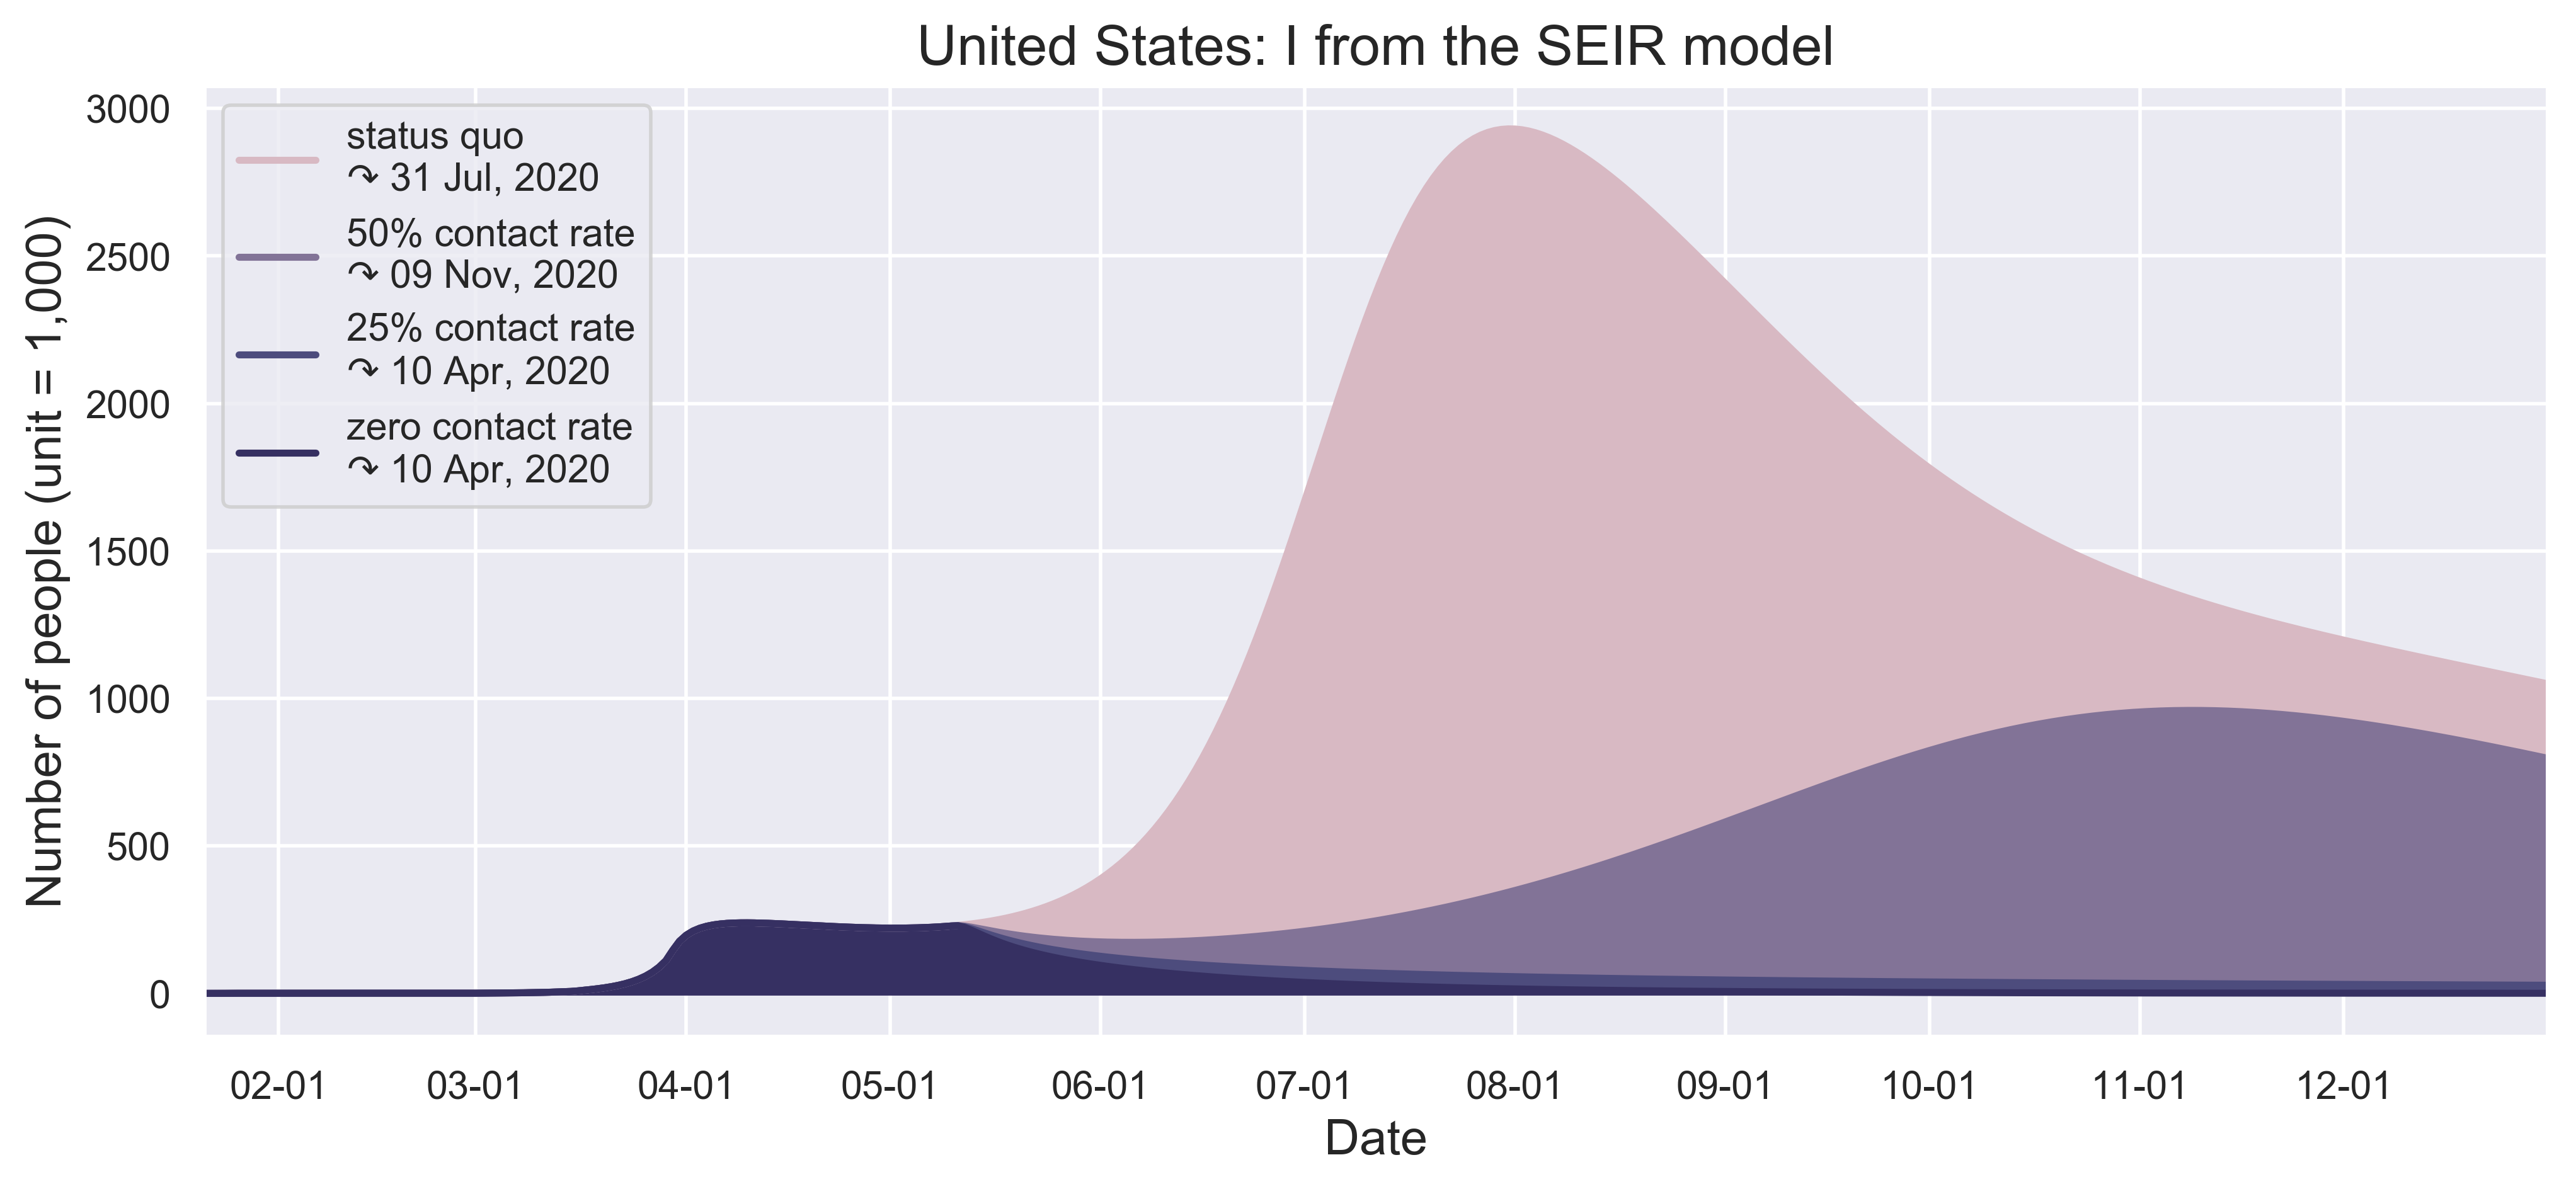 United States: I from the SEIR model
3000
2500
2000
1500
1000
500
0
Number of people (unit = 1,000)
status quo
↷ 31 Jul, 2020
50% contact rate
↷ 09 Nov, 2020
25% contact rate
↷ 10 Apr, 2020
zero contact rate
↷ 10 Apr, 2020
02-01 03-01 04-01 05-01 06-01 07-01 08-01 09-01 10-01 11-01 12-01
Date